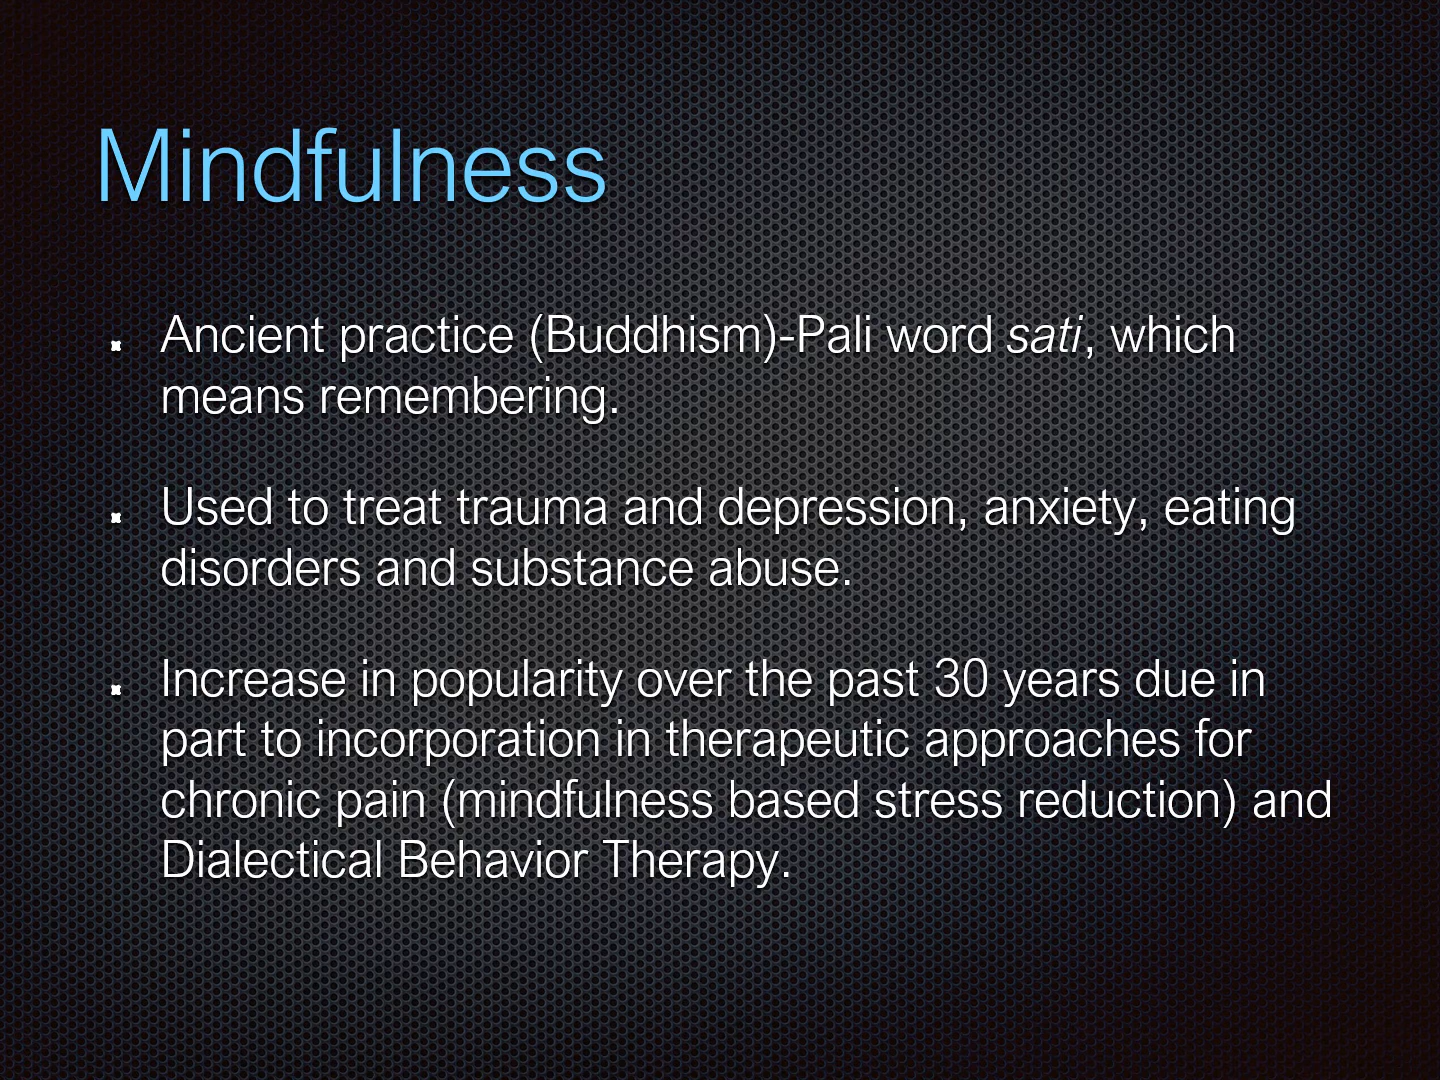 Mindfulness
Ancient practice (Buddhism)-Pali word sati, which
means remembering.
Used to treat trauma and depression, anxiety, eating
disorders and substance abuse.
Increase in popularity over the past 30 years due in
part to incorporation in therapeutic approaches for
chronic pain (mindfulness based stress reduction) and
Dialectical Behavior Therapy.